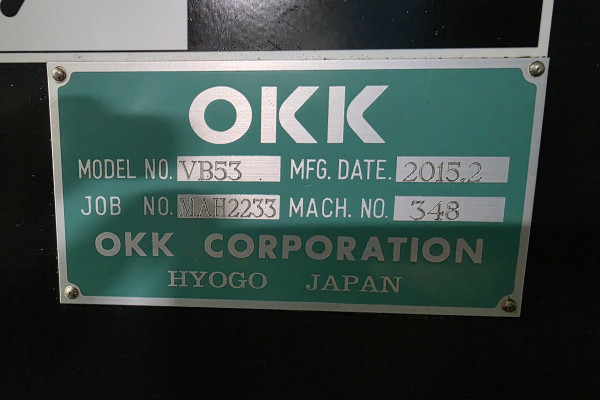 OKK
MODEL NO. VB53 MFG. DATE. 2015.2
JOB NO. MAH2233 MACH. NO. 348
OKK CORPORATION
HYOGO JAPAN